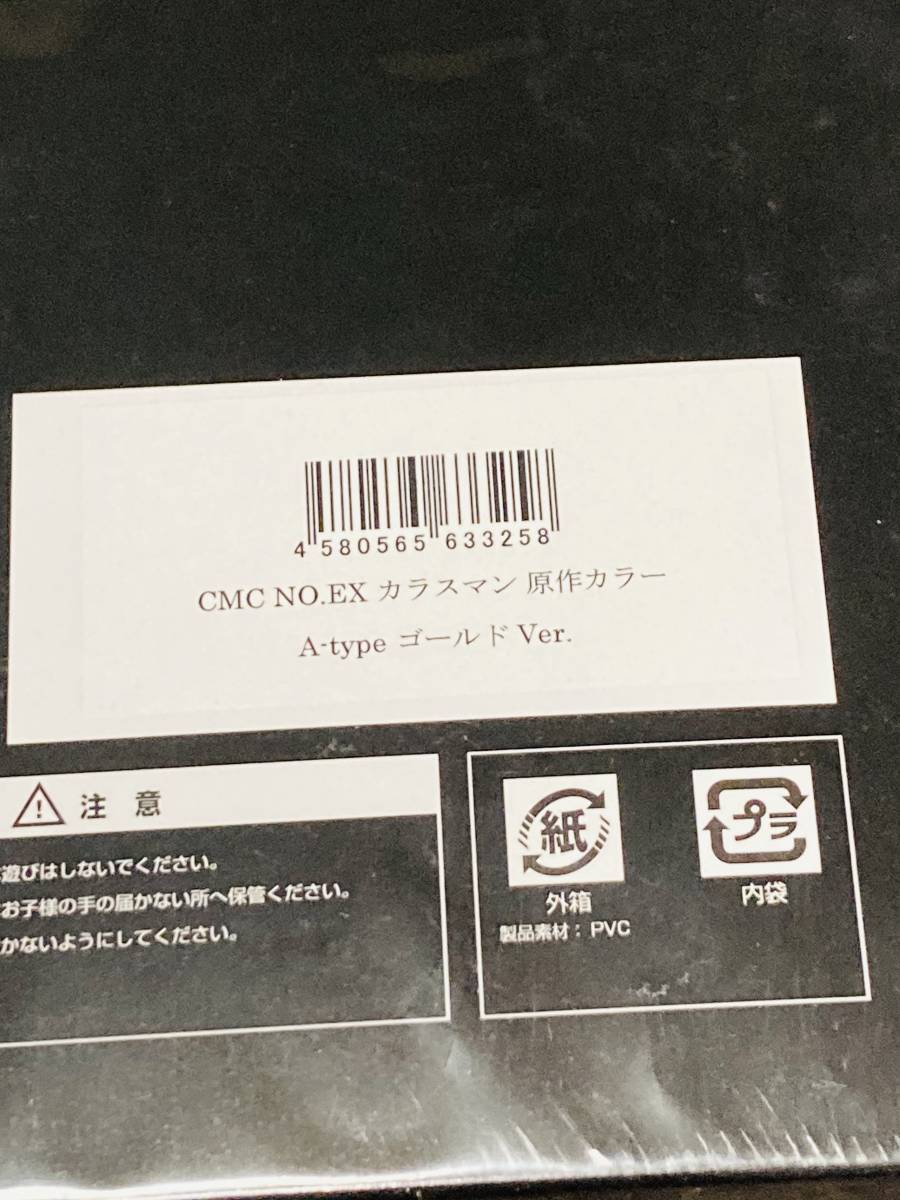 4 580565 633258
CMC NO.EX カラスマン 原作カラー
A-type ゴールド Ver.
注 意
遊びはしないでください。
お子様の手の届かない所へ保管ください。
かないようにしてください。
紙
外箱
プラ
内袋
製品素材：PVC